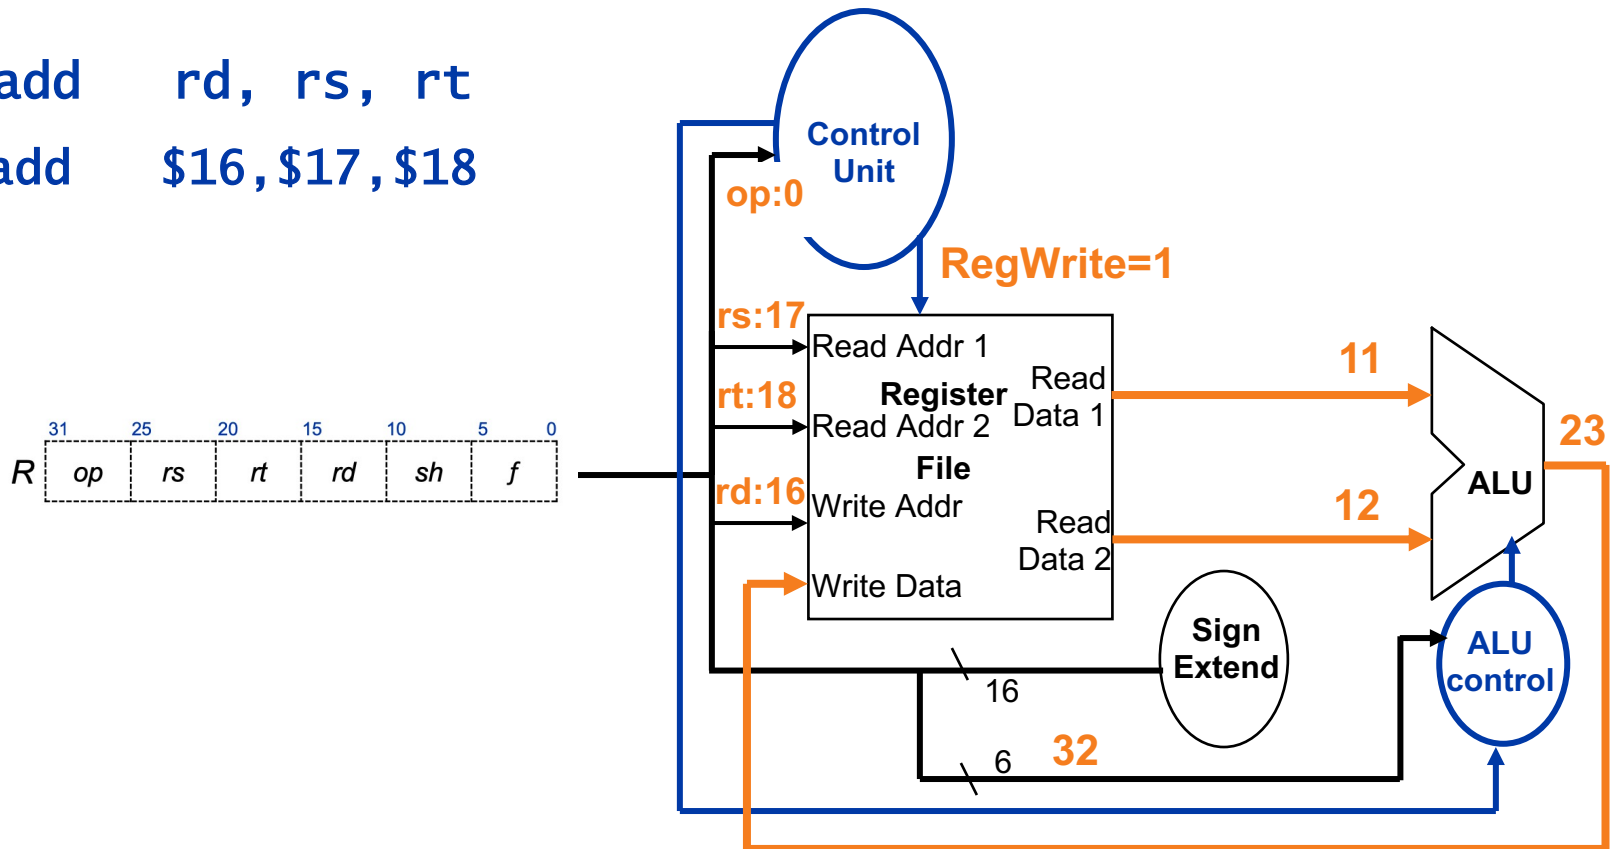 add rd, rs, rt
add $16,$17,$18
Control
Unit
op:0
RegWrite=1
rs:17
Read Addr 1
rt:18
Register
Read Addr 2
File
rd:16
Write Addr
Write Data
Read
Data 1
Read
Data 2
11
12
23
ALU
31 25 20 15 10 5 0
R op rs rt rd sh f
Sign
Extend
16
6
32
ALU
control